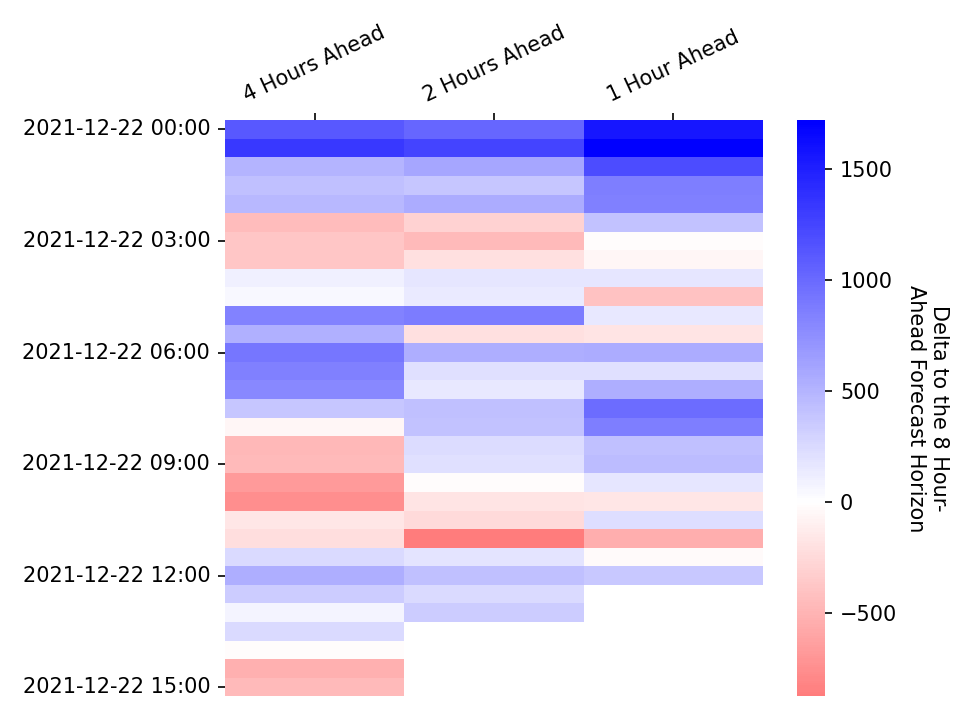 4 Hours Ahead
2 Hours Ahead
1 Hour Ahead
2021-12-22 00:00
2021-12-22 03:00
2021-12-22 06:00
2021-12-22 09:00
2021-12-22 12:00
2021-12-22 15:00
1500
1000
500
0
−500
Delta to the 8 Hour-
Ahead Forecast Horizon